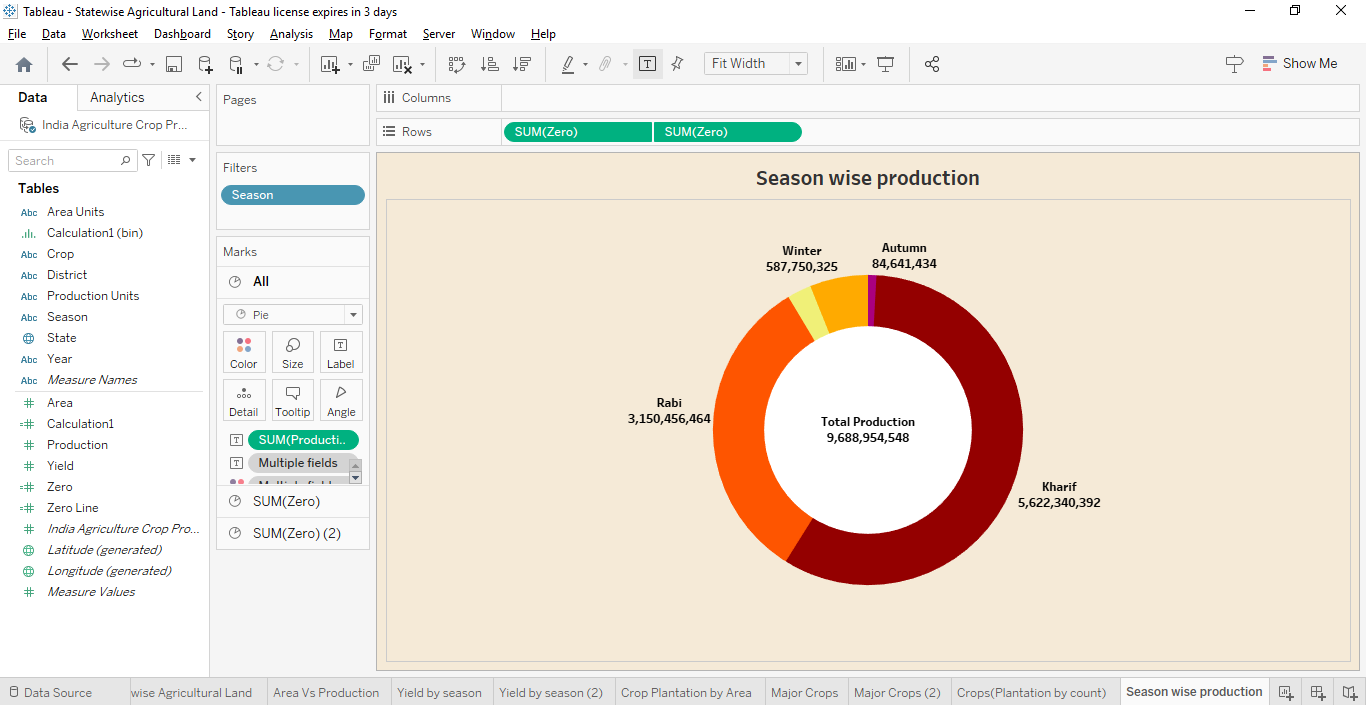 Tableau - Statewise Agricultural Land - Tableau license expires in 3 days
File Data Worksheet Dashboard Story Analysis Map Format Server Window Help
Fit Width
Show Me
Data Analytics
India Agriculture Crop Pr...
Search
Tables
Abc Area Units
Calculation1 (bin)
Abc Crop
Abc District
Abc Production Units
Abc Season
State
Abc Year
Abc Measure Names
Area
Calculation1
Production
Yield
Zero
Zero Line
India Agriculture Crop Pro...
Latitude (generated)
Longitude (generated)
Measure Values
Pages
Filters
Season
Marks
All
Pie
Color Size Label
Detail Tooltip Angle
SUM(Producti..
Multiple fields
SUM(Zero)
SUM(Zero) (2)
Columns
Rows SUM(Zero) SUM(Zero)
Season wise production
Winter
587,750,325
Autumn
84,641,434
Rabi
3,150,456,464
Total Production
9,688,954,548
Kharif
5,622,340,392
Data Source wise Agricultural Land Area Vs Production Yield by season Yield by season (2) Crop Plantation by Area Major Crops Major Crops (2) Crops(Plantation by count) Season wise production